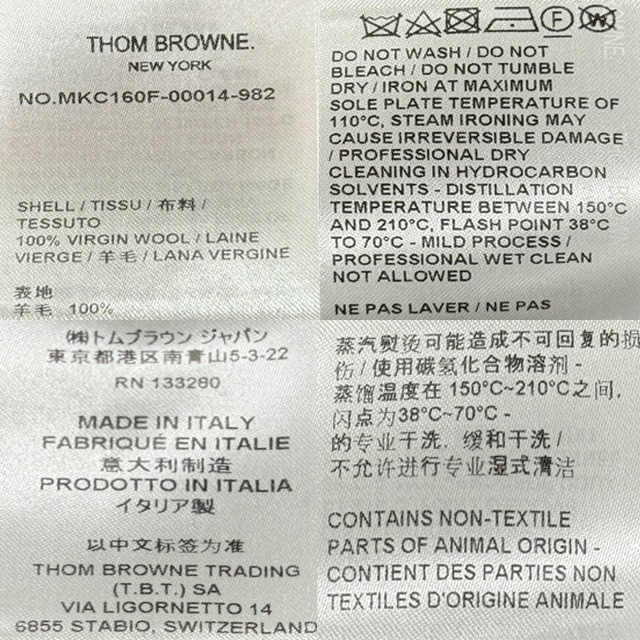 THOM BROWNE.
NEW YORK
NO.MKC160F-00014-982
SHELL / TISSU / 布料 /
TESSUTO
100% VIRGIN WOOL / LAINE
VIERGE / 羊毛 / LANA VERGINE
表地
羊毛 100%
DO NOT WASH / DO NOT
BLEACH / DO NOT TUMBLE
DRY / IRON AT MAXIMUM
SOLE PLATE TEMPERATURE OF
110°C, STEAM IRONING MAY
CAUSE IRREVERSIBLE DAMAGE
/ PROFESSIONAL DRY
CLEANING IN HYDROCARBON
SOLVENTS - DISTILLATION
TEMPERATURE BETWEEN 150°C
AND 210°C, FLASH POINT 38°C
TO 70°C - MILD PROCESS /
PROFESSIONAL WET CLEAN
NOT ALLOWED
NE PAS LAVER / NE PAS
㈱トムブラウン ジャパン
東京都港区南青山5-3-22
RN 133280
MADE IN ITALY
FABRIQUÉ EN ITALIE
意大利制造
PRODOTTO IN ITALIA
イタリア製
以中文标签为准
THOM BROWNE TRADING
(T.B.T.) SA
VIA LIGORNETTO 14
6855 STABIO, SWITZERLAND
蒸汽熨烫可能造成不可回复的损
伤 / 使用碳氢化合物溶剂 -
蒸馏温度在 150°C~210°C之间,
闪点为38°C~70°C -
的专业干洗, 缓和干洗 /
不允许进行专业湿式清洁
CONTAINS NON-TEXTILE
PARTS OF ANIMAL ORIGIN -
CONTIENT DES PARTIES NON
TEXTILES D'ORIGINE ANIMALE